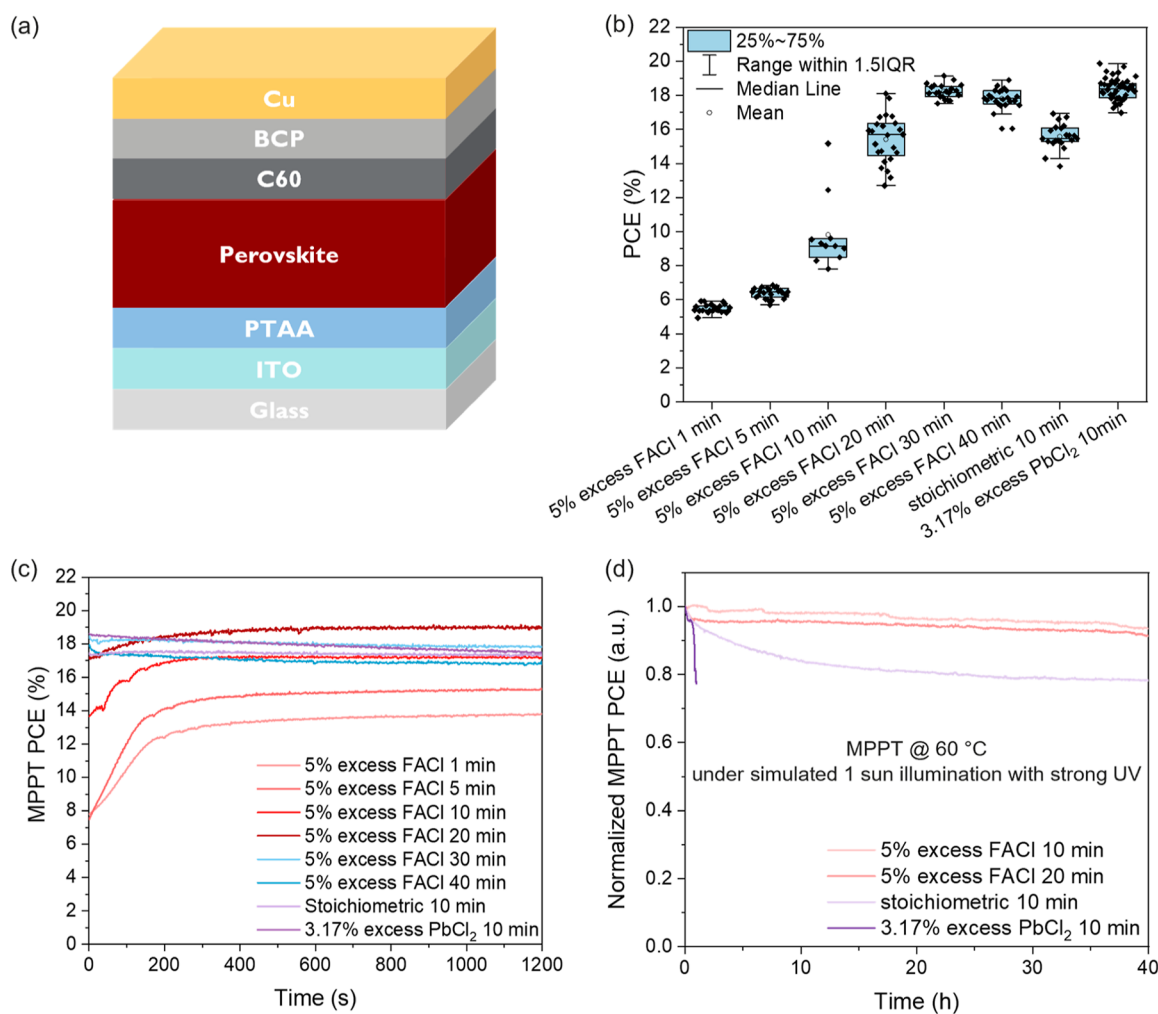 (a)
Cu
BCP
C60
Perovskite
PTAA
ITO
Glass
(b)
PCE (%)
22
20
18
16
14
12
10
8
6
4
2
0
25%~75%
Range within 1.5IQR
Median Line
Mean
5% excess FACl 1 min
5% excess FACl 5 min
5% excess FACl 10 min
5% excess FACl 20 min
5% excess FACl 30 min
5% excess FACl 40 min
stoichiometric 10 min
3.17% excess PbCl₂ 10min
(c)
MPPT PCE (%)
22
20
18
16
14
12
10
8
6
4
2
0
5% excess FACl 1 min
5% excess FACl 5 min
5% excess FACl 10 min
5% excess FACl 20 min
5% excess FACl 30 min
5% excess FACl 40 min
Stoichiometric 10 min
3.17% excess PbCl₂ 10 min
0 200 400 600 800 1000 1200
Time (s)
(d)
Normalized MPPT PCE (a.u.)
1.0
0.8
0.6
0.4
0.2
0.0
MPPT @ 60 °C
under simulated 1 sun illumination with strong UV
5% excess FACl 10 min
5% excess FACl 20 min
stoichiometric 10 min
3.17% excess PbCl₂ 10 min
0 10 20 30 40
Time (h)